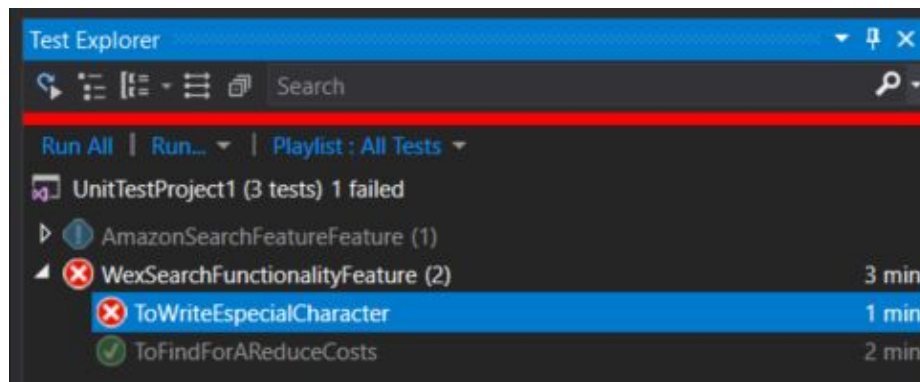 Test Explorer
Search
Run All | Run... | Playlist : All Tests
UnitTestProject1 (3 tests) 1 failed
AmazonSearchFeatureFeature (1)
WexSearchFunctionalityFeature (2) 3 min
ToWriteEspecialCharacter 1 min
ToFindForAReduceCosts 2 min